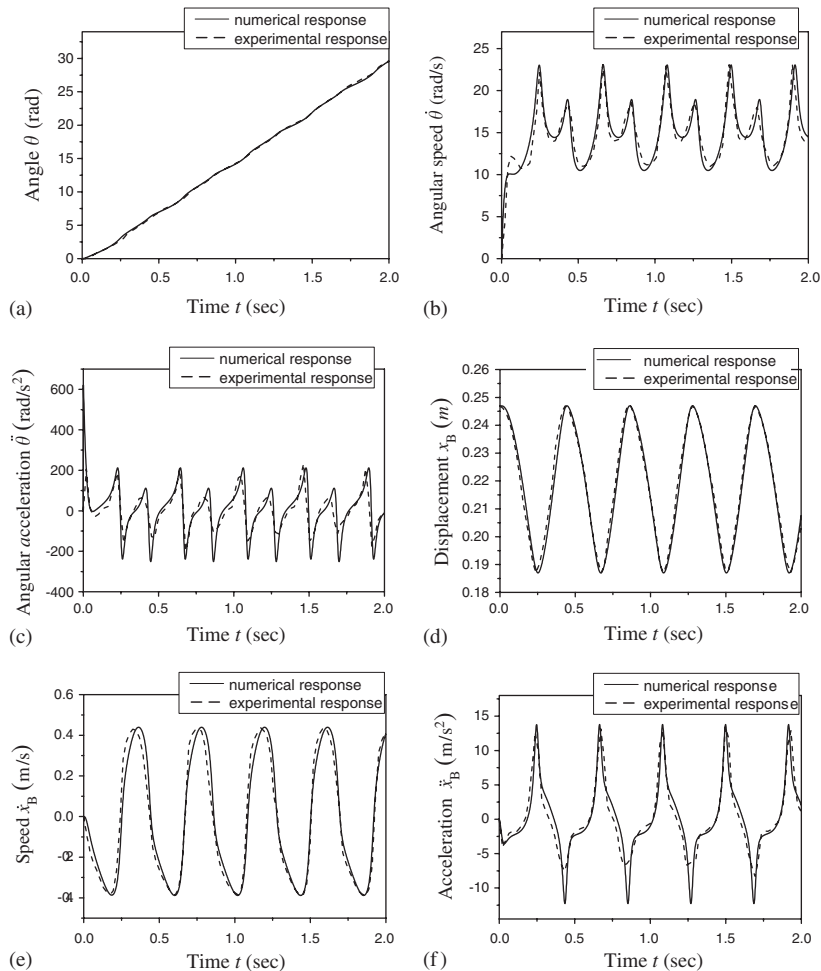 numerical response
experimental response
30
25
20
15
10
5
0
Angle θ (rad)
0.0 0.5 1.0 1.5 2.0
(a) Time t (sec)
numerical response
experimental response
25
20
15
10
5
0
Angular speed θ̇ (rad/s)
0.0 0.5 1.0 1.5 2.0
(b) Time t (sec)
numerical response
experimental response
600
400
200
0
-200
-400
Angular acceleration θ̈ (rad/s²)
0.0 0.5 1.0 1.5 2.0
(c) Time t (sec)
numerical response
experimental response
0.26
0.25
0.24
0.23
0.22
0.21
0.20
0.19
0.18
Displacement xB (m)
0.0 0.5 1.0 1.5 2.0
(d) Time t (sec)
numerical response
experimental response
0.6
0.4
0.2
0.0
Speed ẋB (m/s)
0.0 0.5 1.0 1.5 2.0
(e) Time t (sec)
numerical response
experimental response
15
10
5
0
-5
-10
Acceleration ẍB (m/s²)
0.0 0.5 1.0 1.5 2.0
(f) Time t (sec)